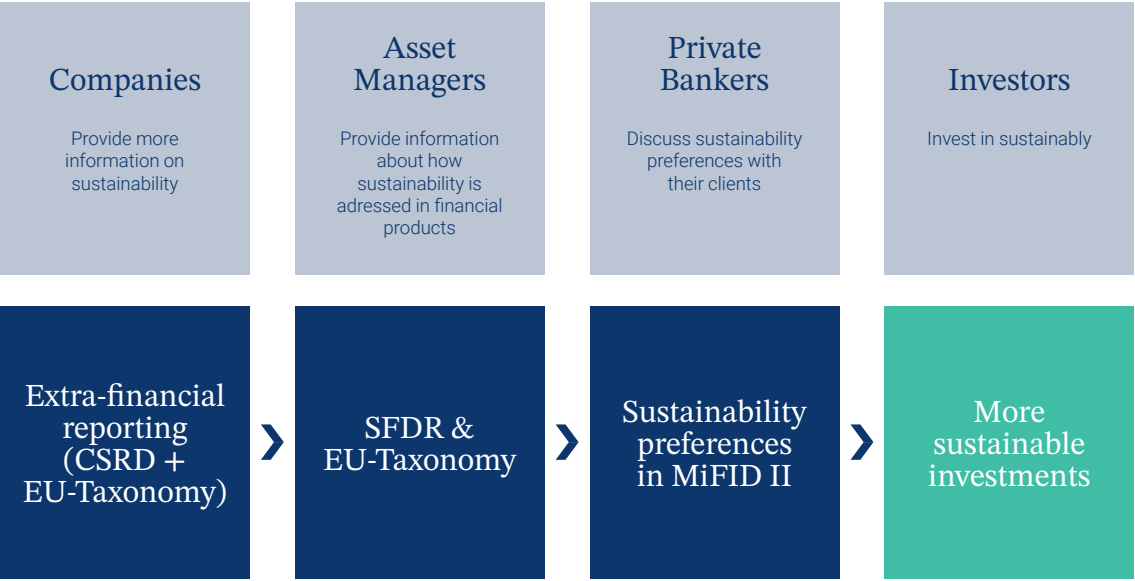 Companies
Provide more
information on
sustainability
Asset
Managers
Provide information
about how
sustainability is
adressed in financial
products
Private
Bankers
Discuss sustainability
preferences with
their clients
Investors
Invest in sustainably
Extra-financial
reporting
(CSRD +
EU-Taxonomy)
SFDR &
EU-Taxonomy
Sustainability
preferences
in MiFID II
More
sustainable
investments